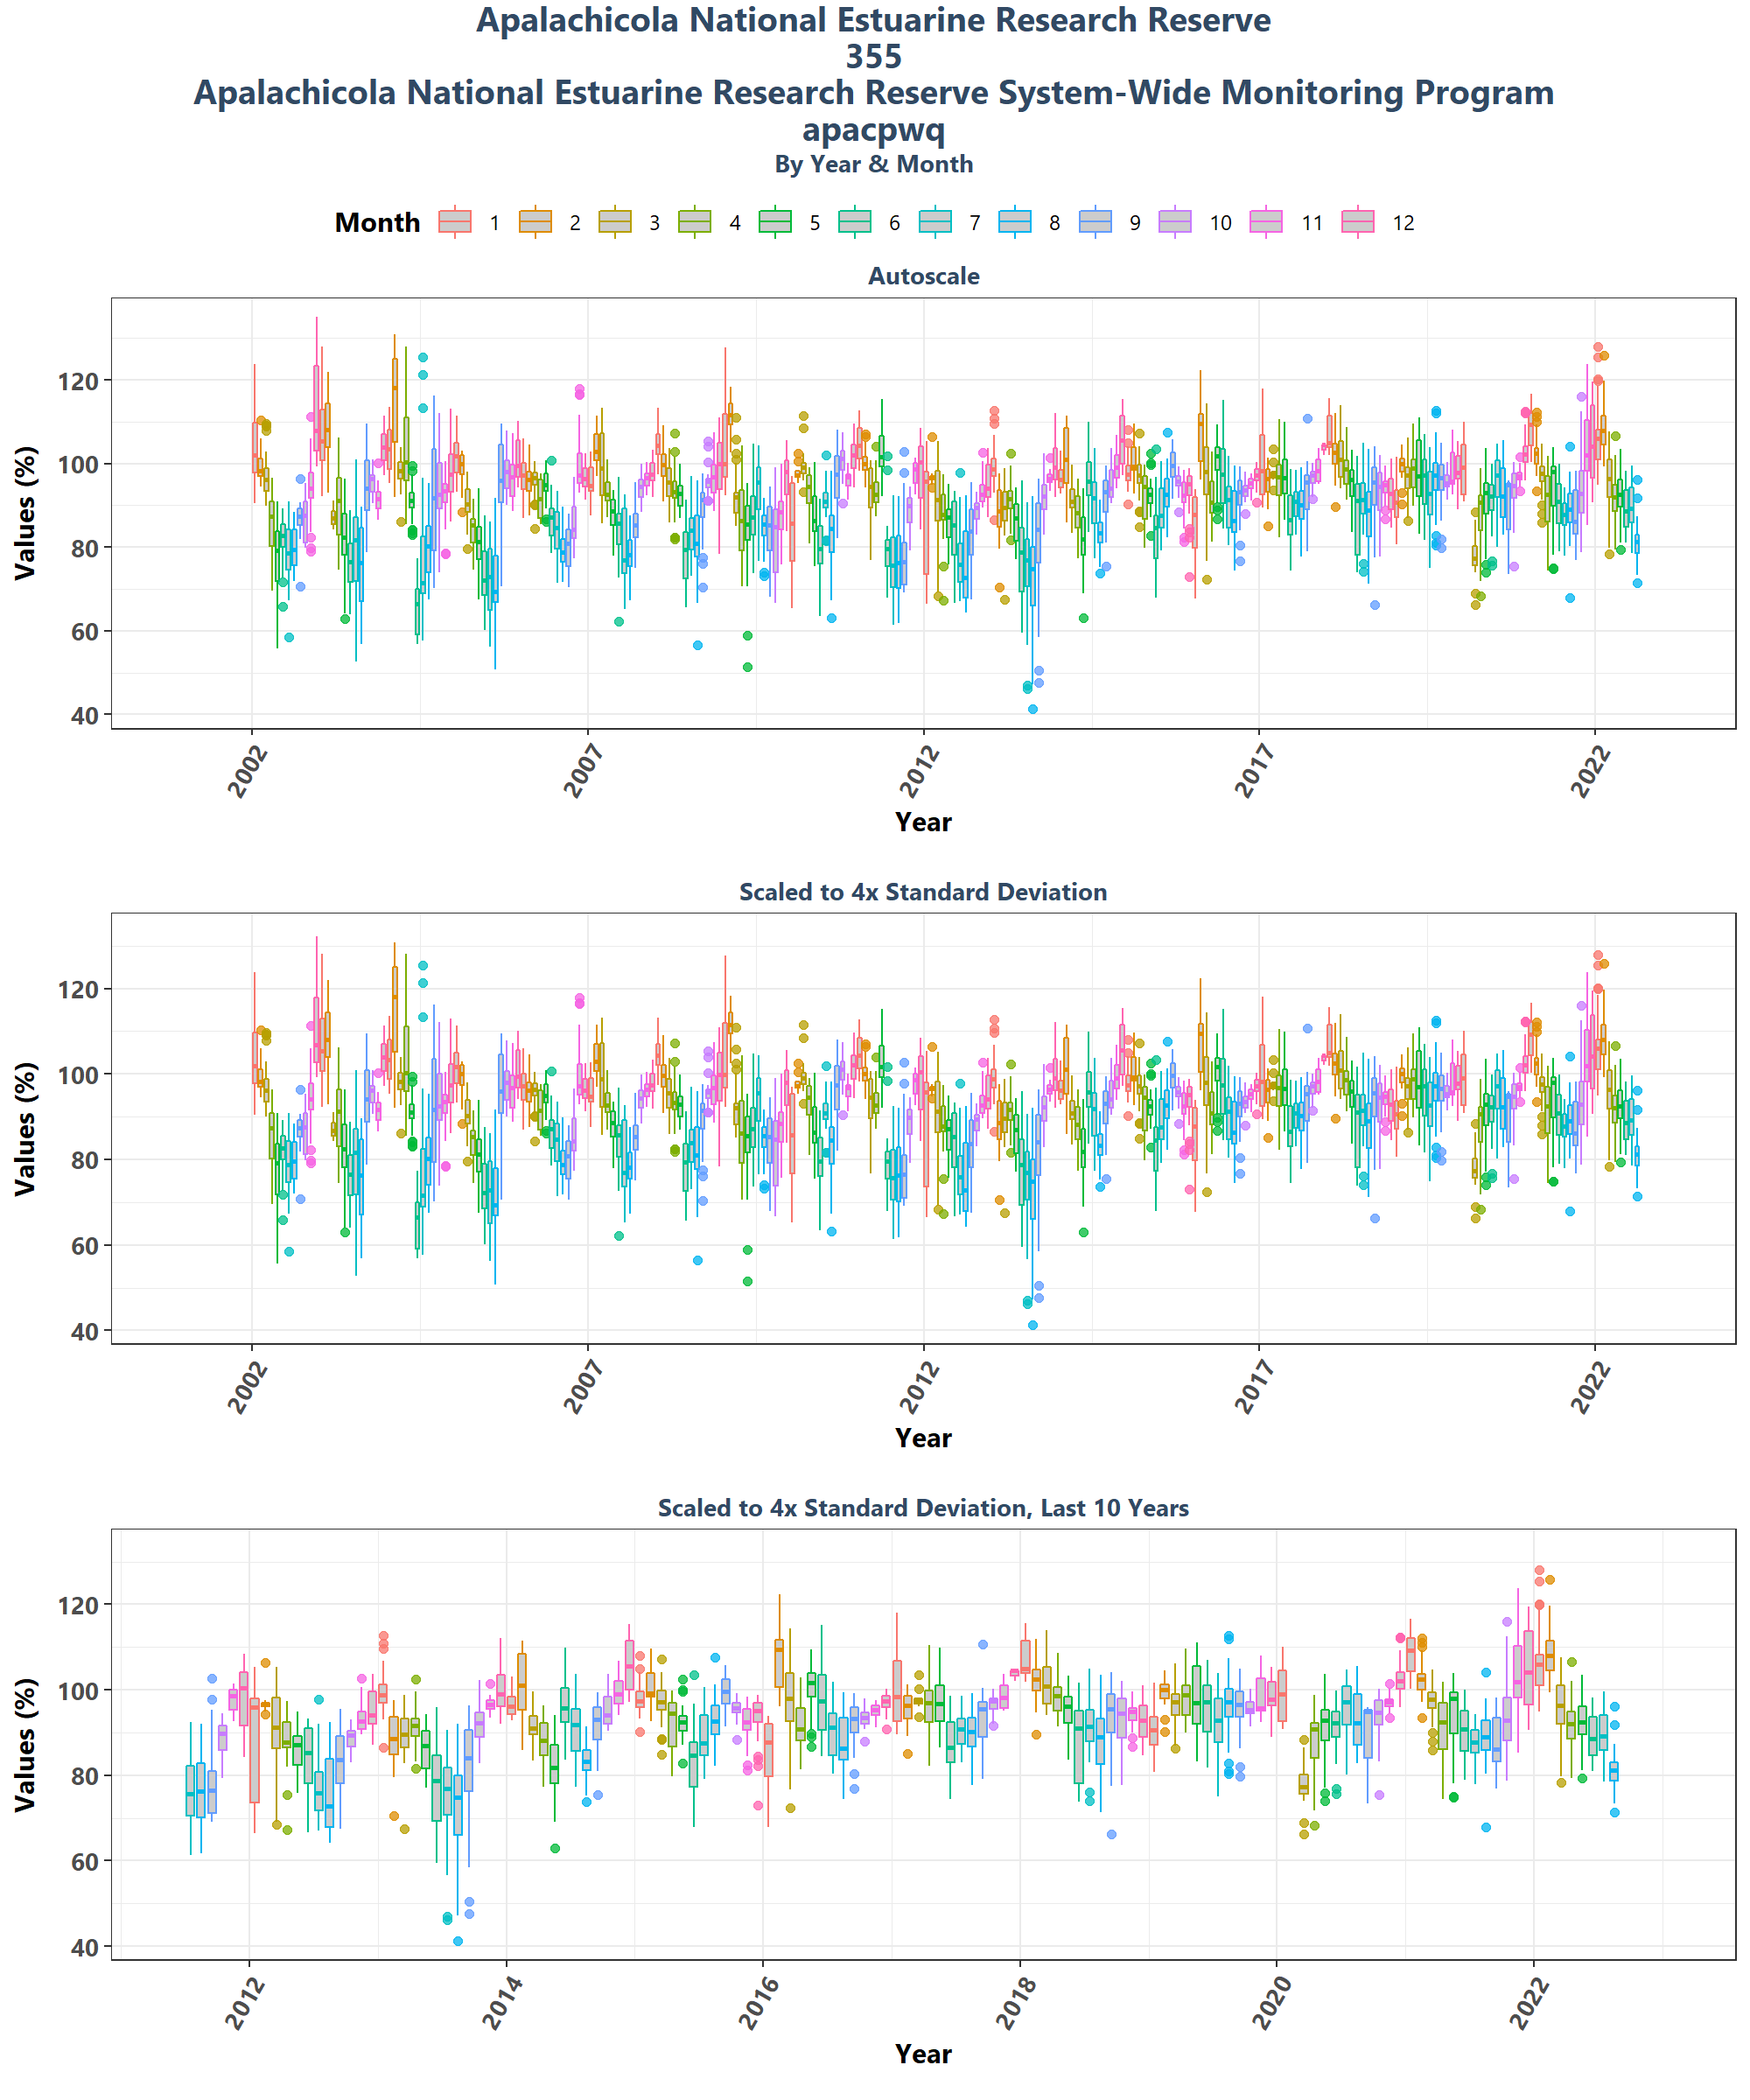 Apalachicola National Estuarine Research Reserve
355
Apalachicola National Estuarine Research Reserve System-Wide Monitoring Program
apacpwq
By Year & Month
Month 1 2 3 4 5 6 7 8 9 10 11 12
Autoscale
Values (%)
120
100
80
60
40
2002 2007 2012 2017 2022
Year
Scaled to 4x Standard Deviation
Values (%)
120
100
80
60
40
2002 2007 2012 2017 2022
Year
Scaled to 4x Standard Deviation, Last 10 Years
Values (%)
120
100
80
60
40
2012 2014 2016 2018 2020 2022
Year